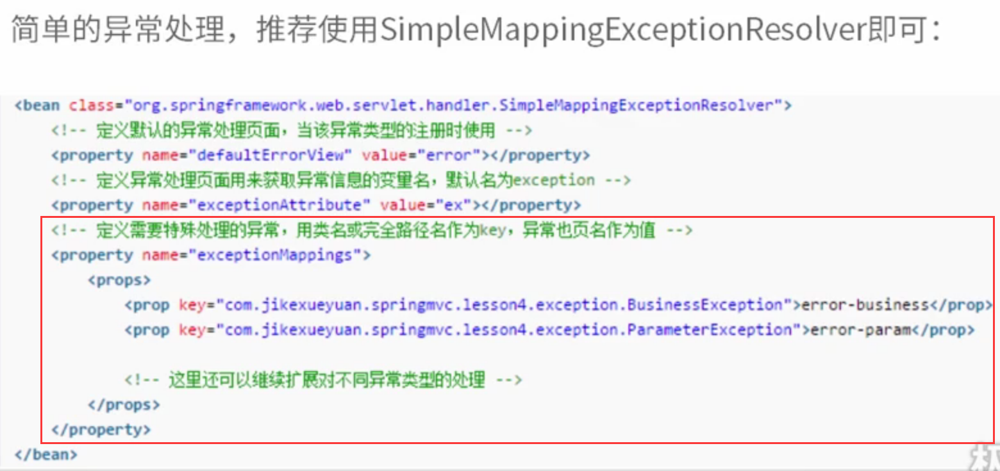 简单的异常处理，推荐使用SimpleMappingExceptionResolver即可：
<bean class="org.springframework.web.servlet.handler.SimpleMappingExceptionResolver">
<!-- 定义默认的异常处理页面，当该异常类型的注册时使用 -->
<property name="defaultErrorView" value="error"></property>
<!-- 定义异常处理页面用来获取异常信息的变量名，默认名为exception -->
<property name="exceptionAttribute" value="ex"></property>
<!-- 定义需要特殊处理的异常，用类名或完全路径名作为key，异常也页名作为值 -->
<property name="exceptionMappings">
<props>
<prop key="com.jikexueyuan.springmvc.lesson4.exception.BusinessException">error-business</prop>
<prop key="com.jikexueyuan.springmvc.lesson4.exception.ParameterException">error-param</prop>
<!-- 这里还可以继续扩展对不同异常类型的处理 -->
</props>
</property>
</bean>